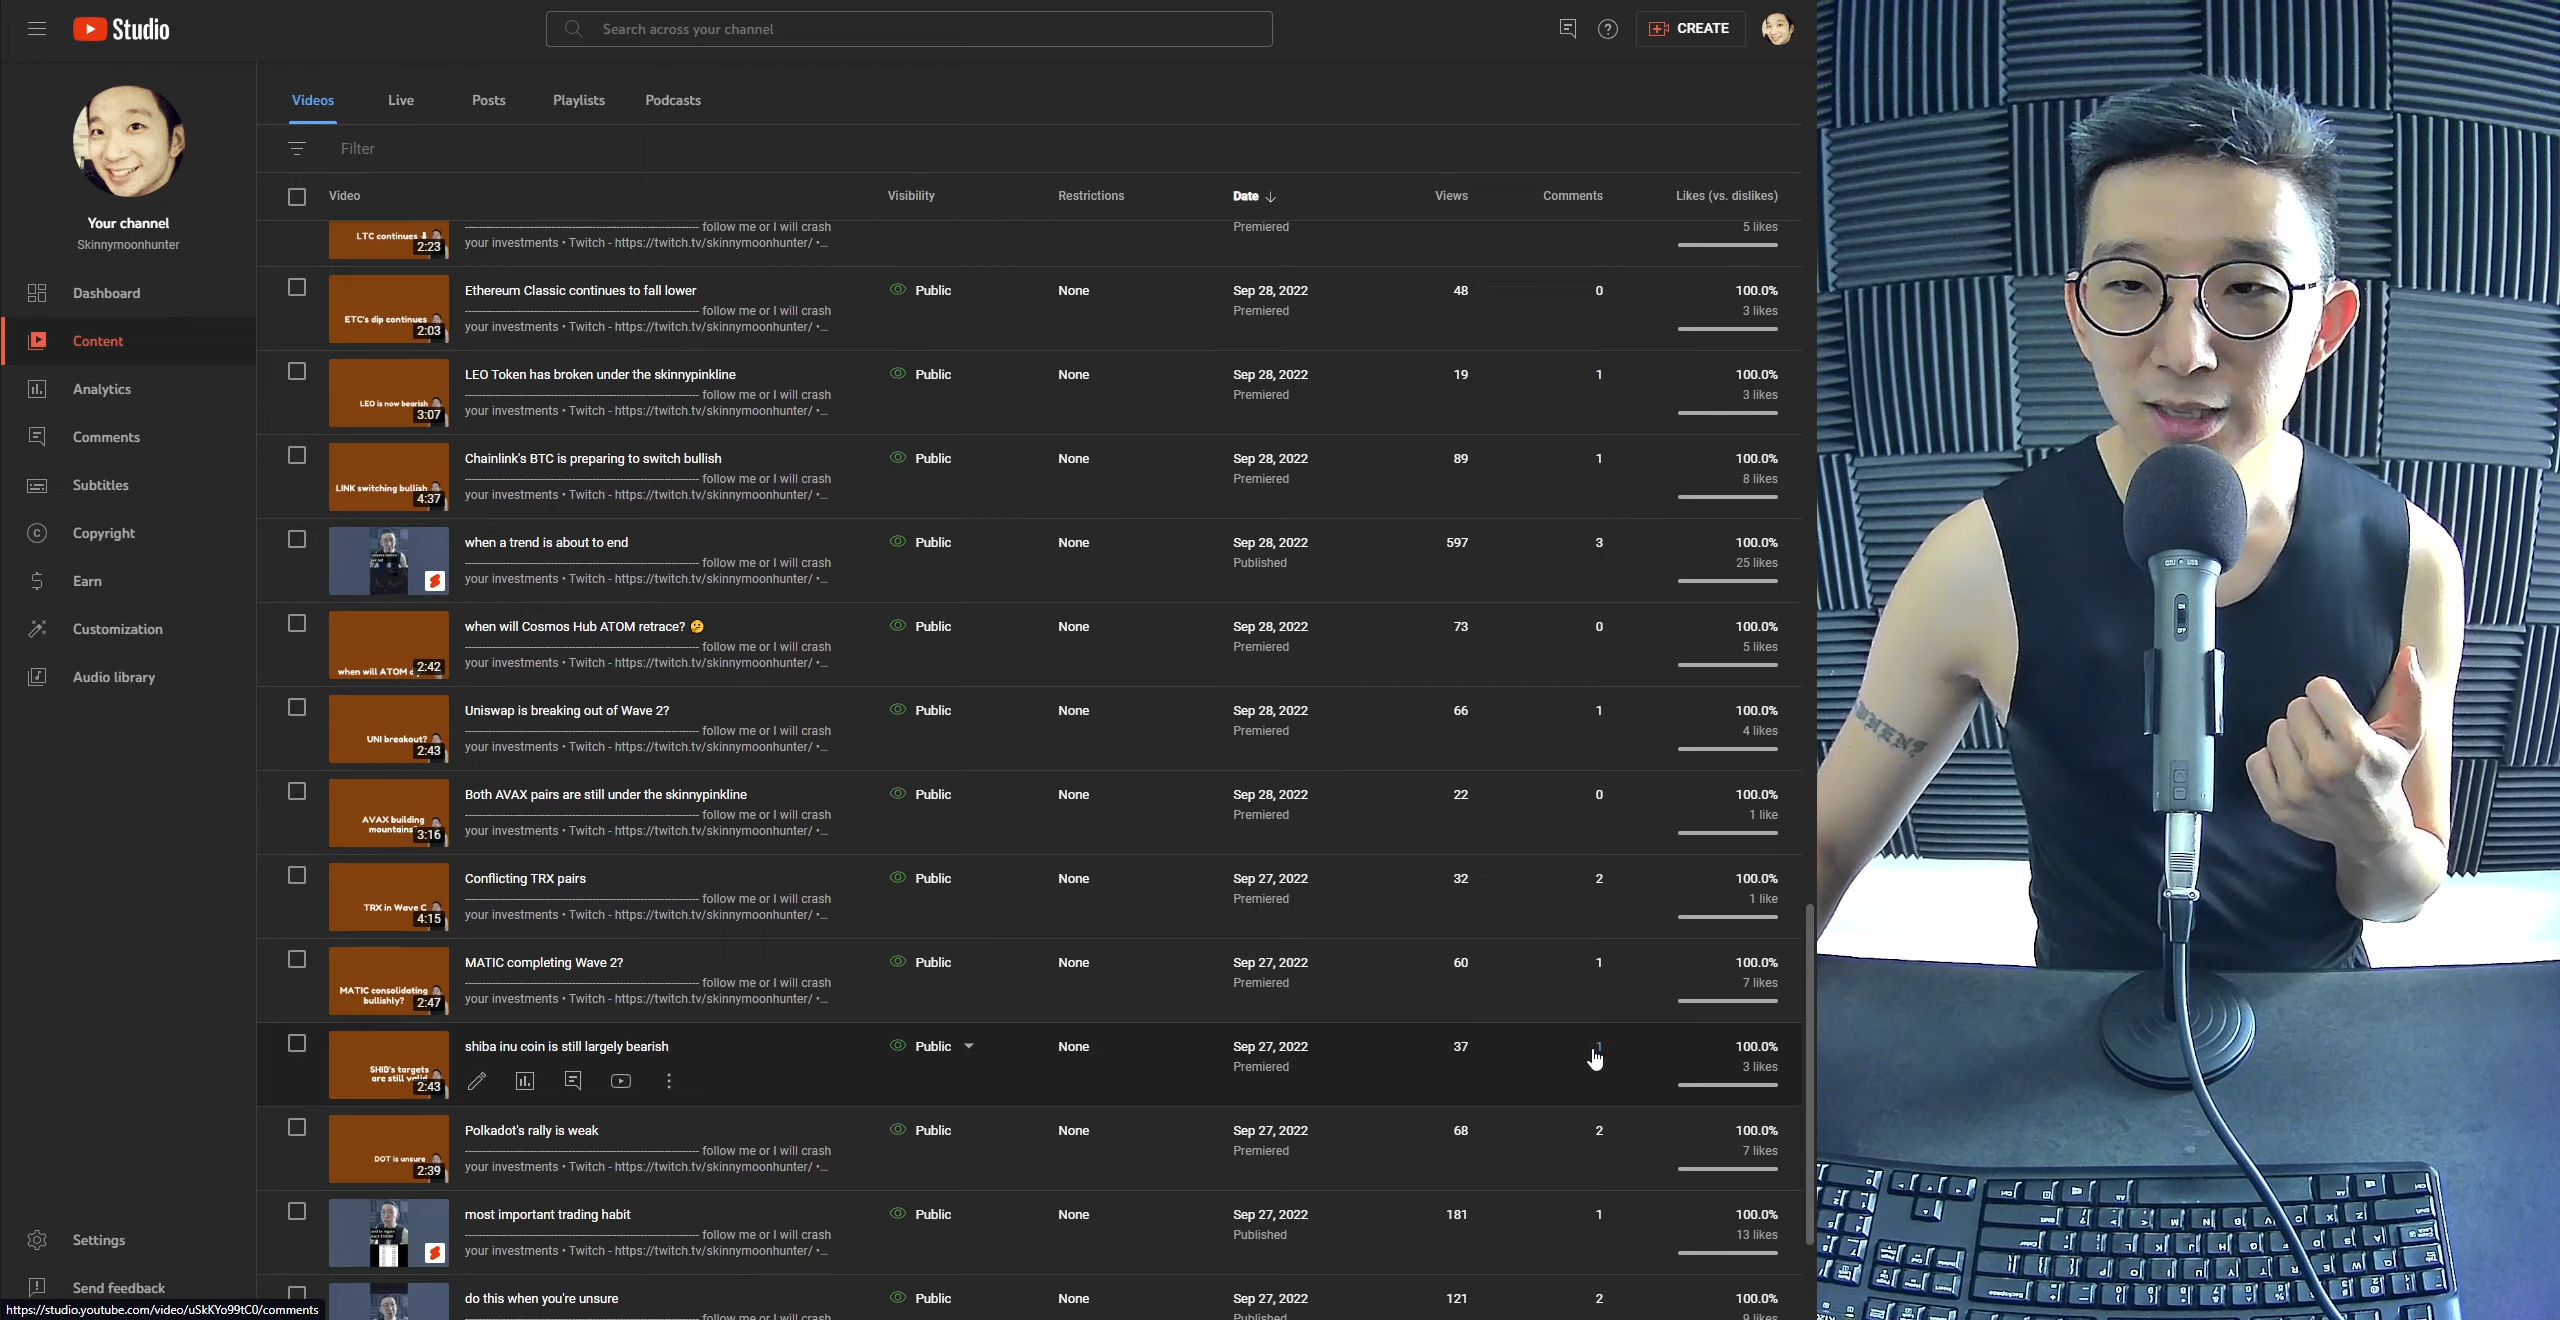 Studio
Search across your channel
CREATE
Your channel
Skinnymoonhunter
Dashboard
Content
Analytics
Comments
Subtitles
Copyright
Earn
Customization
Audio library
Settings
Send feedback
https://studio.youtube.com/video/uSkKYo99tC0/comments
Videos Live Posts Playlists Podcasts
Filter
Video Visibility Restrictions Date Views Comments Likes (vs. dislikes)
LTC continues
2:23
follow me or I will crash
your investments • Twitch - https://twitch.tv/skinnymoonhunter/ •...
Premiered 5 likes
ETC's dip continues
2:03
Ethereum Classic continues to fall lower Public None Sep 28, 2022 48 0 100.0%
follow me or I will crash Premiered 3 likes
your investments • Twitch - https://twitch.tv/skinnymoonhunter/ •...
LEO is now bearish
3:07
LEO Token has broken under the skinnypinkline Public None Sep 28, 2022 19 1 100.0%
follow me or I will crash Premiered 3 likes
your investments • Twitch - https://twitch.tv/skinnymoonhunter/ •...
LINK switching bullish
4:37
Chainlink's BTC is preparing to switch bullish Public None Sep 28, 2022 89 1 100.0%
follow me or I will crash Premiered 8 likes
your investments • Twitch - https://twitch.tv/skinnymoonhunter/ •...
when a trend is about to end Public None Sep 28, 2022 597 3 100.0%
follow me or I will crash Published 25 likes
your investments • Twitch - https://twitch.tv/skinnymoonhunter/ •...
when will ATOM
2:42
when will Cosmos Hub ATOM retrace? 🤔 Public None Sep 28, 2022 73 0 100.0%
follow me or I will crash Premiered 5 likes
your investments • Twitch - https://twitch.tv/skinnymoonhunter/ •...
UNI breakout?
2:43
Uniswap is breaking out of Wave 2? Public None Sep 28, 2022 66 1 100.0%
follow me or I will crash Premiered 4 likes
your investments • Twitch - https://twitch.tv/skinnymoonhunter/ •...
AVAX building
mountains
3:16
Both AVAX pairs are still under the skinnypinkline Public None Sep 28, 2022 22 0 100.0%
follow me or I will crash Premiered 1 like
your investments • Twitch - https://twitch.tv/skinnymoonhunter/ •...
TRX in Wave C
4:15
Conflicting TRX pairs Public None Sep 27, 2022 32 2 100.0%
follow me or I will crash Premiered 1 like
your investments • Twitch - https://twitch.tv/skinnymoonhunter/ •...
MATIC consolidating
bullishly?
2:47
MATIC completing Wave 2? Public None Sep 27, 2022 60 1 100.0%
follow me or I will crash Premiered 7 likes
your investments • Twitch - https://twitch.tv/skinnymoonhunter/ •...
SHIB's targets
are still valid
2:43
shiba inu coin is still largely bearish Public None Sep 27, 2022 37 1 100.0%
Premiered 3 likes
DOT is unsure
2:39
Polkadot's rally is weak Public None Sep 27, 2022 68 2 100.0%
follow me or I will crash Premiered 7 likes
your investments • Twitch - https://twitch.tv/skinnymoonhunter/ •...
most important trading habit Public None Sep 27, 2022 181 1 100.0%
follow me or I will crash Published 13 likes
your investments • Twitch - https://twitch.tv/skinnymoonhunter/ •...
do this when you're unsure Public None Sep 27, 2022 121 2 100.0%
follow me or I will crash Published 9 likes